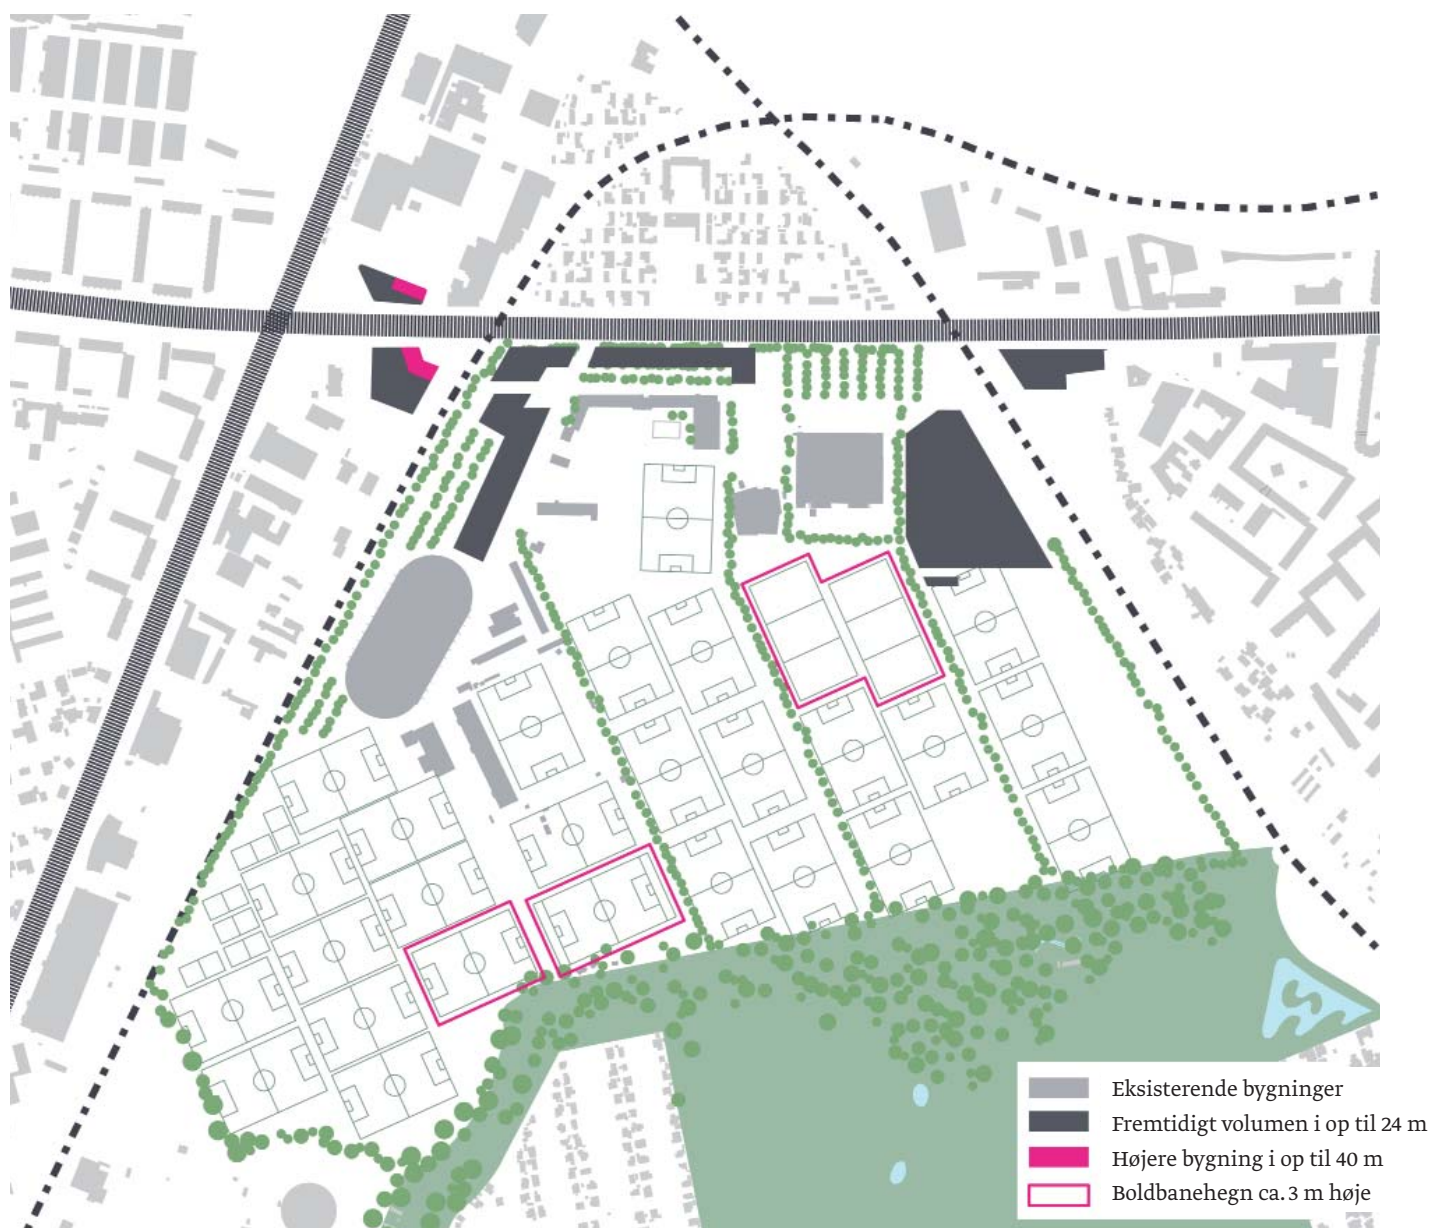 Eksisterende bygninger
Fremtidigt volumen i op til 24 m
Højere bygning i op til 40 m
Boldbanehegn ca. 3 m høje